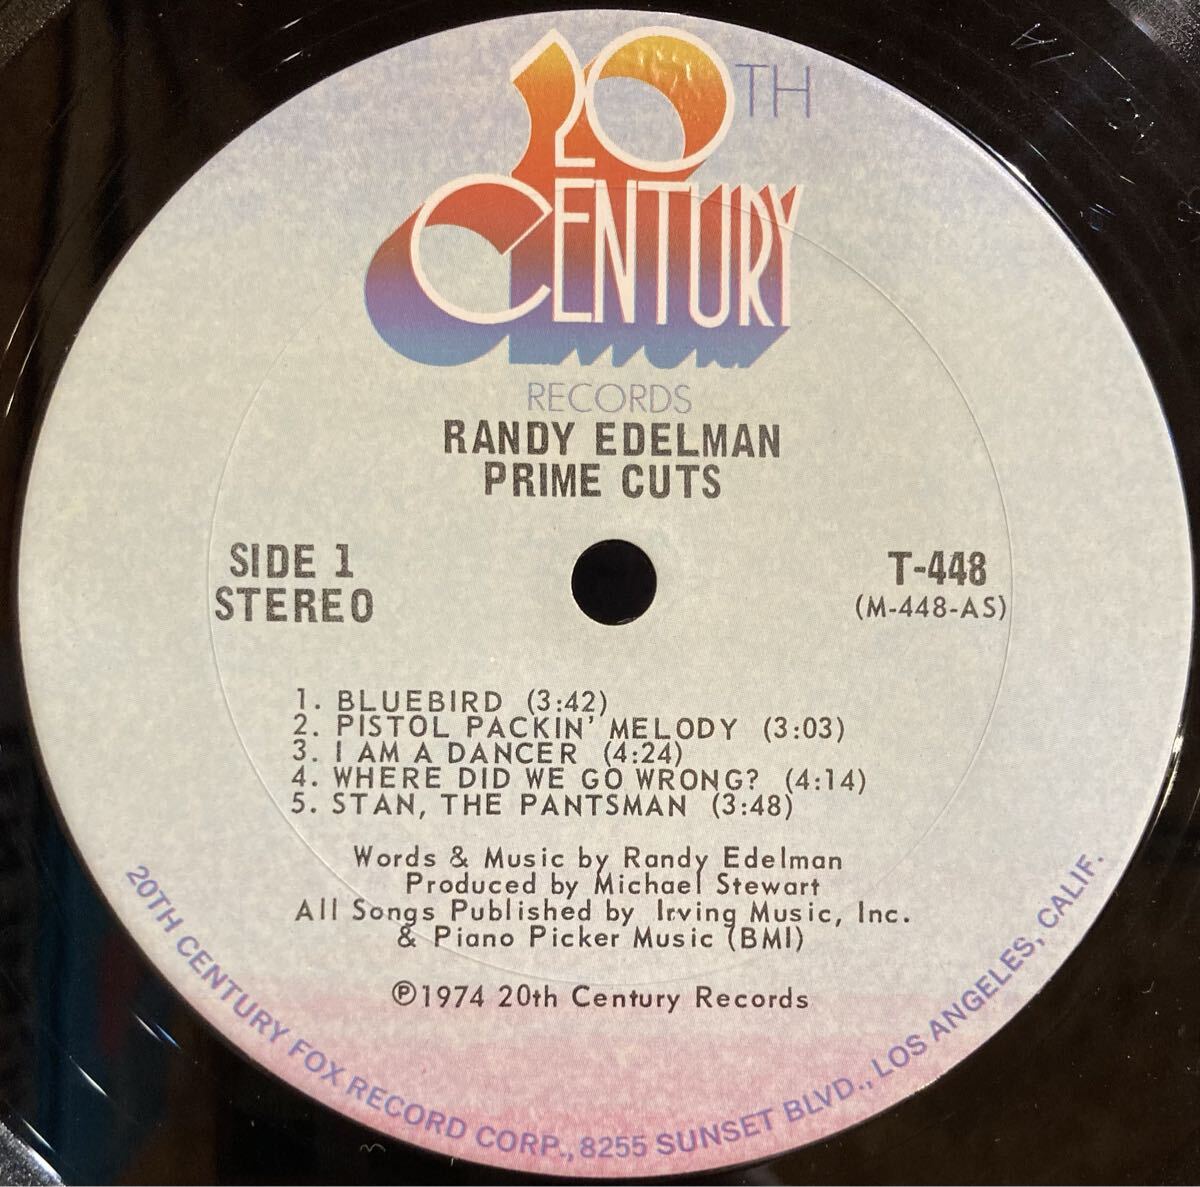 20TH
CENTURY
RECORDS
RANDY EDELMAN
PRIME CUTS
SIDE 1
STEREO
T-448
(M-448-AS)
1. BLUEBIRD (3:42)
2. PISTOL PACKIN' MELODY (3:03)
3. I AM A DANCER (4:24)
4. WHERE DID WE GO WRONG? (4:14)
5. STAN, THE PANTSMAN (3:48)
Words & Music by Randy Edelman
Produced by Michael Stewart
All Songs Published by Irving Music, Inc.
& Piano Picker Music (BMI)
℗1974 20th Century Records
20TH CENTURY FOX RECORD CORP., 8255 SUNSET BLVD., LOS ANGELES, CALIF.